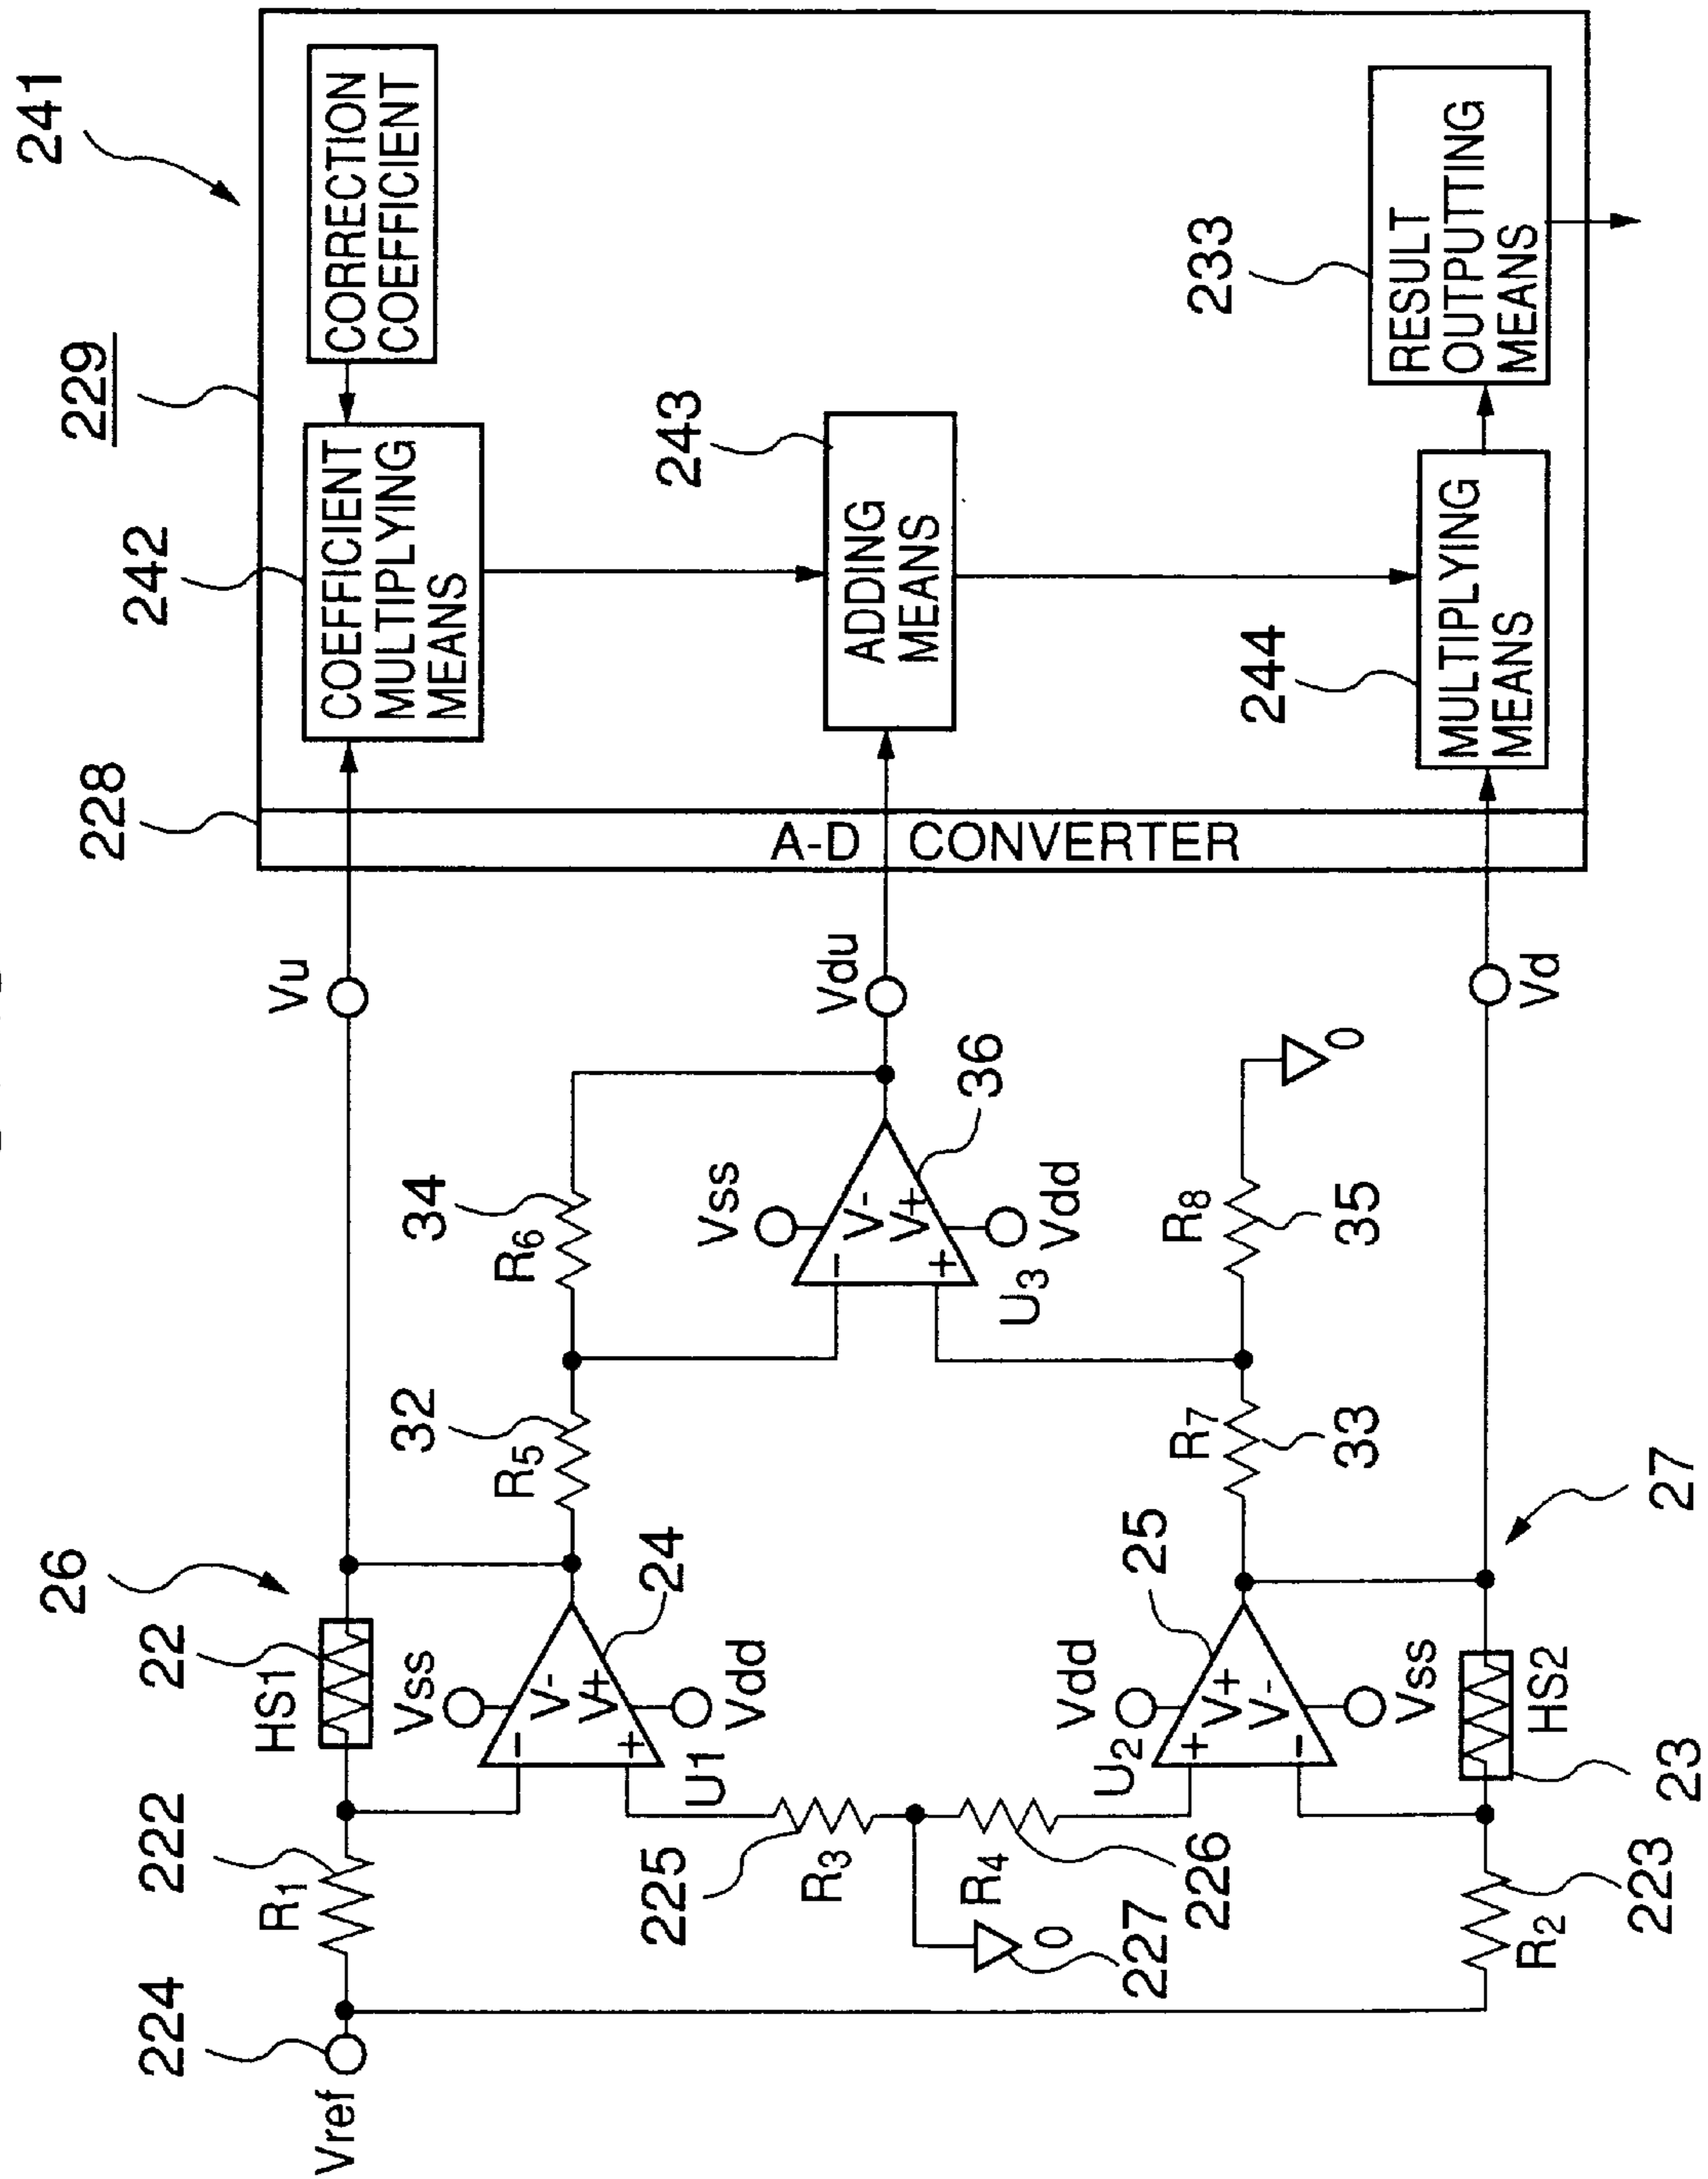 241
229
CORRECTION
COEFFICIENT
242
COEFFICIENT
MULTIPLYING
MEANS
228
243
ADDING
MEANS
233
RESULT
OUTPUTING
MEANS
244
MULTIPLYING
MEANS
A-D CONVERTER
Vu
Vdu
Vd
26
22
HS1
222
R1
224
Vref
Vss
V-
-
V+
+
24
Vdd
U1
32
R5
34
R6
Vss
V-
-
V+
+
36
Vdd
U3
R8
35
0
R7
33
225
R3
R4
226
227
0
25
Vdd
V+
+
V-
-
U2
Vss
27
HS2
23
223
R2